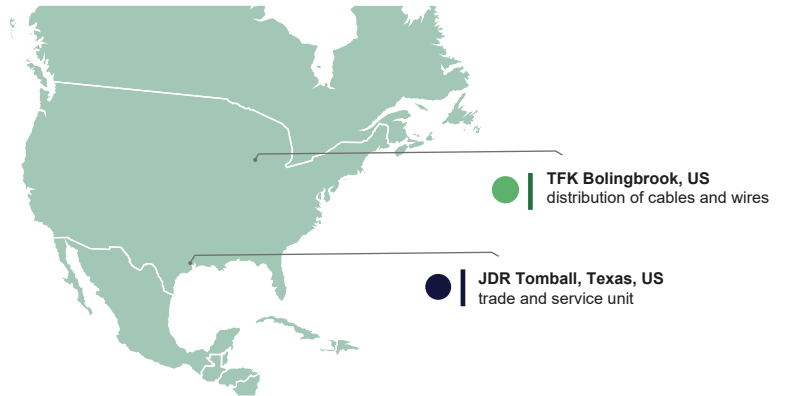 TFK Bolingbrook, US
distribution of cables and wires
JDR Tomball, Texas, US
trade and service unit